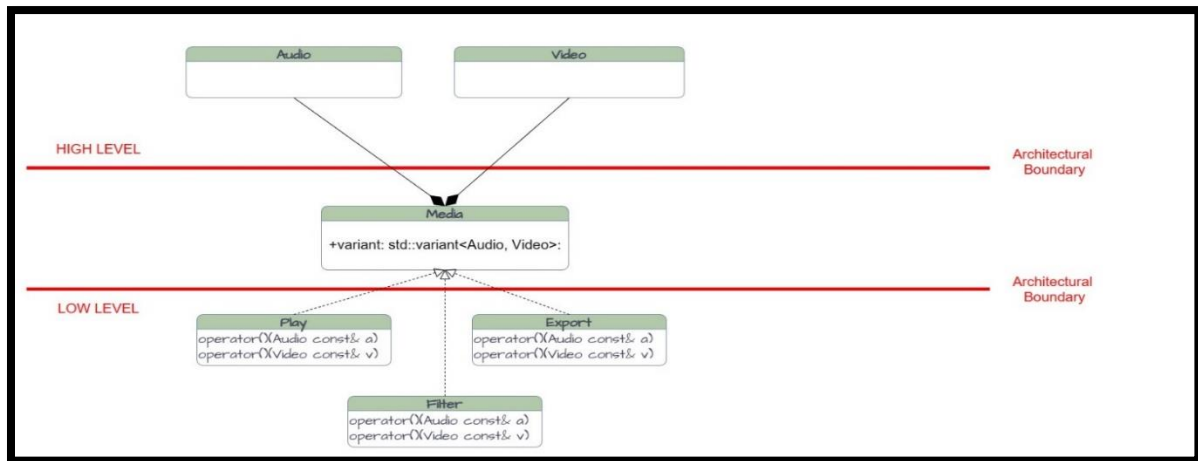 Audio
Video
HIGH LEVEL
Architectural
Boundary
Media
+variant: std::variant<Audio, Video>:
Architectural
Boundary
LOW LEVEL
Play
operator()(Audio const& a)
operator()(Video const& v)
Export
operator()(Audio const& a)
operator()(Video const& v)
Filter
operator()(Audio const& a)
operator()(Video const& v)